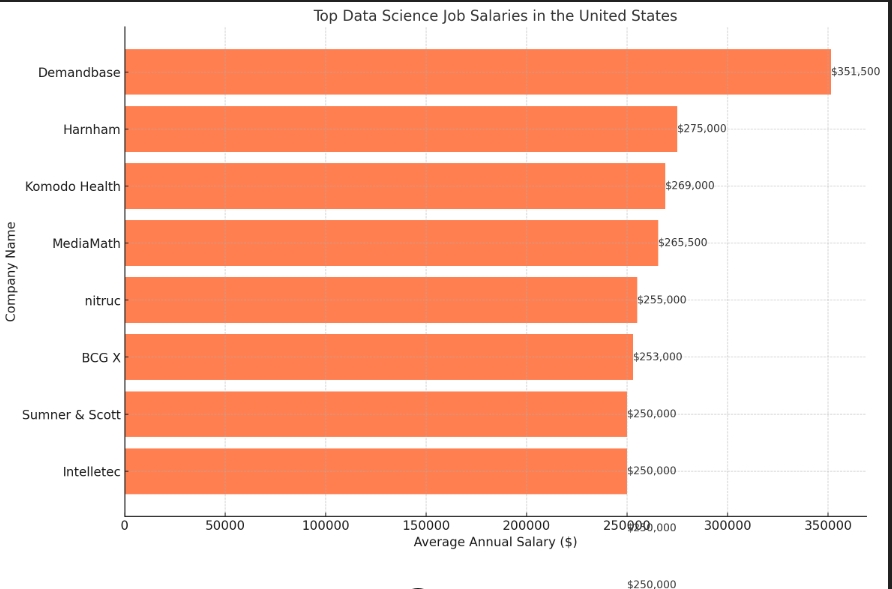 Top Data Science Job Salaries in the United States
Company Name
Demandbase $351,500
Harnham $275,000
Komodo Health $269,000
MediaMath $265,500
nitruc $255,000
BCG X $253,000
Sumner & Scott $250,000
Intelletec $250,000
0 50000 100000 150000 200000 250000 300000 350000
$250,000
Average Annual Salary ($)
$250,000